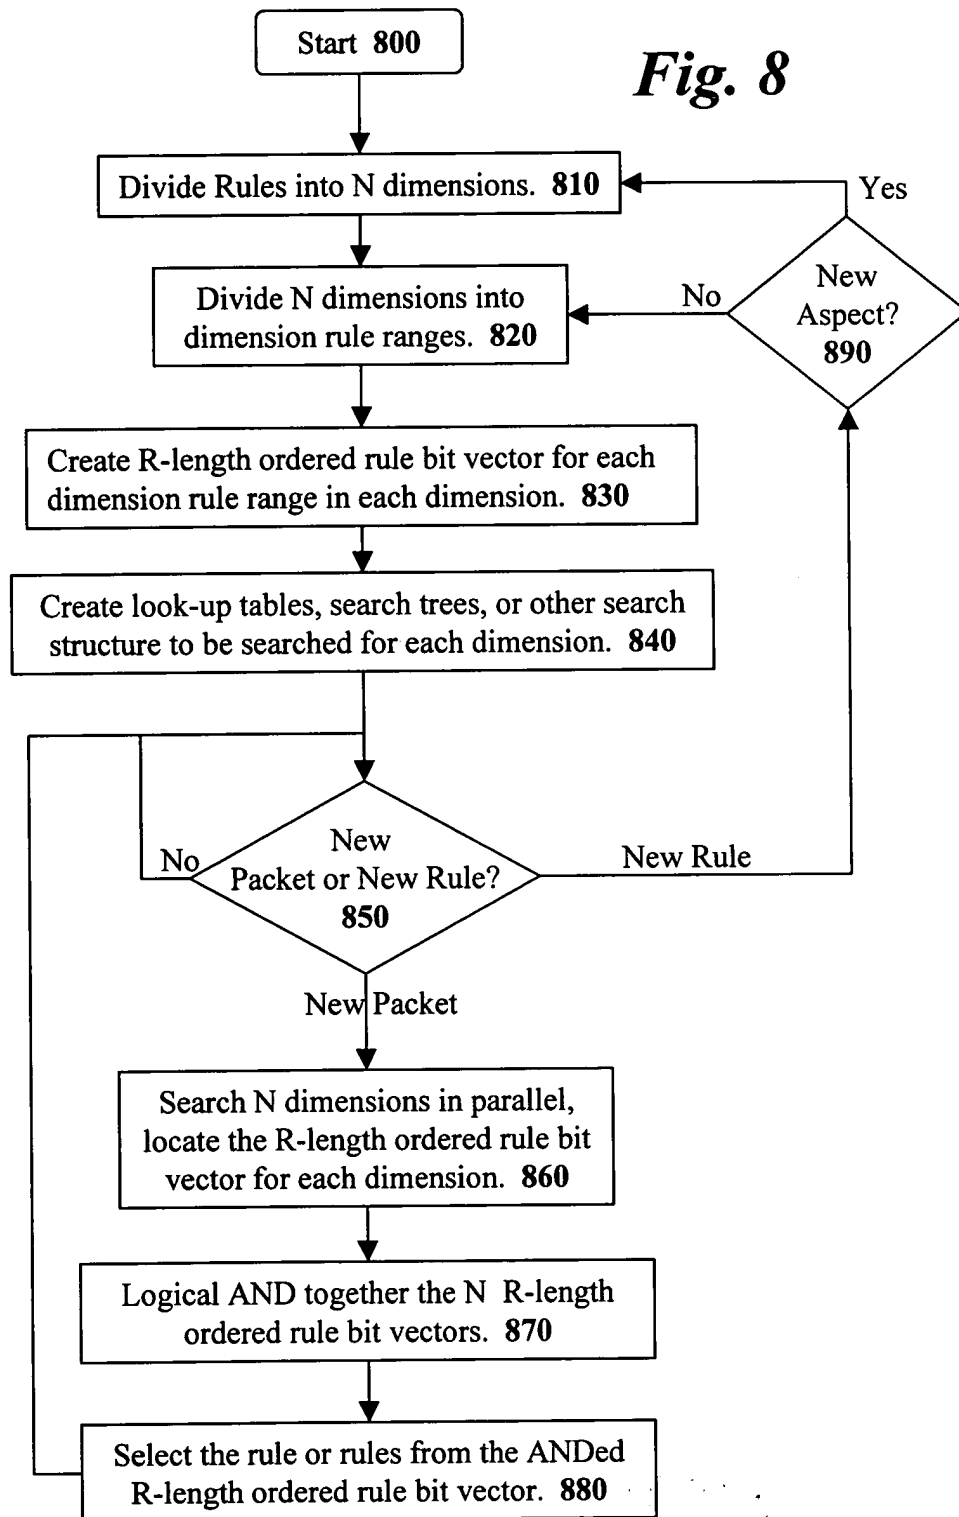 Start 800
Fig. 8
Divide Rules into N dimensions. 810
Yes
Divide N dimensions into
dimension rule ranges. 820
No
New
Aspect?
890
Create R-length ordered rule bit vector for each
dimension rule range in each dimension. 830
Create look-up tables, search trees, or other search
structure to be searched for each dimension. 840
No
New
Packet or New Rule?
850
New Rule
New Packet
Search N dimensions in parallel,
locate the R-length ordered rule bit
vector for each dimension. 860
Logical AND together the N R-length
ordered rule bit vectors. 870
Select the rule or rules from the ANDed
R-length ordered rule bit vector. 880